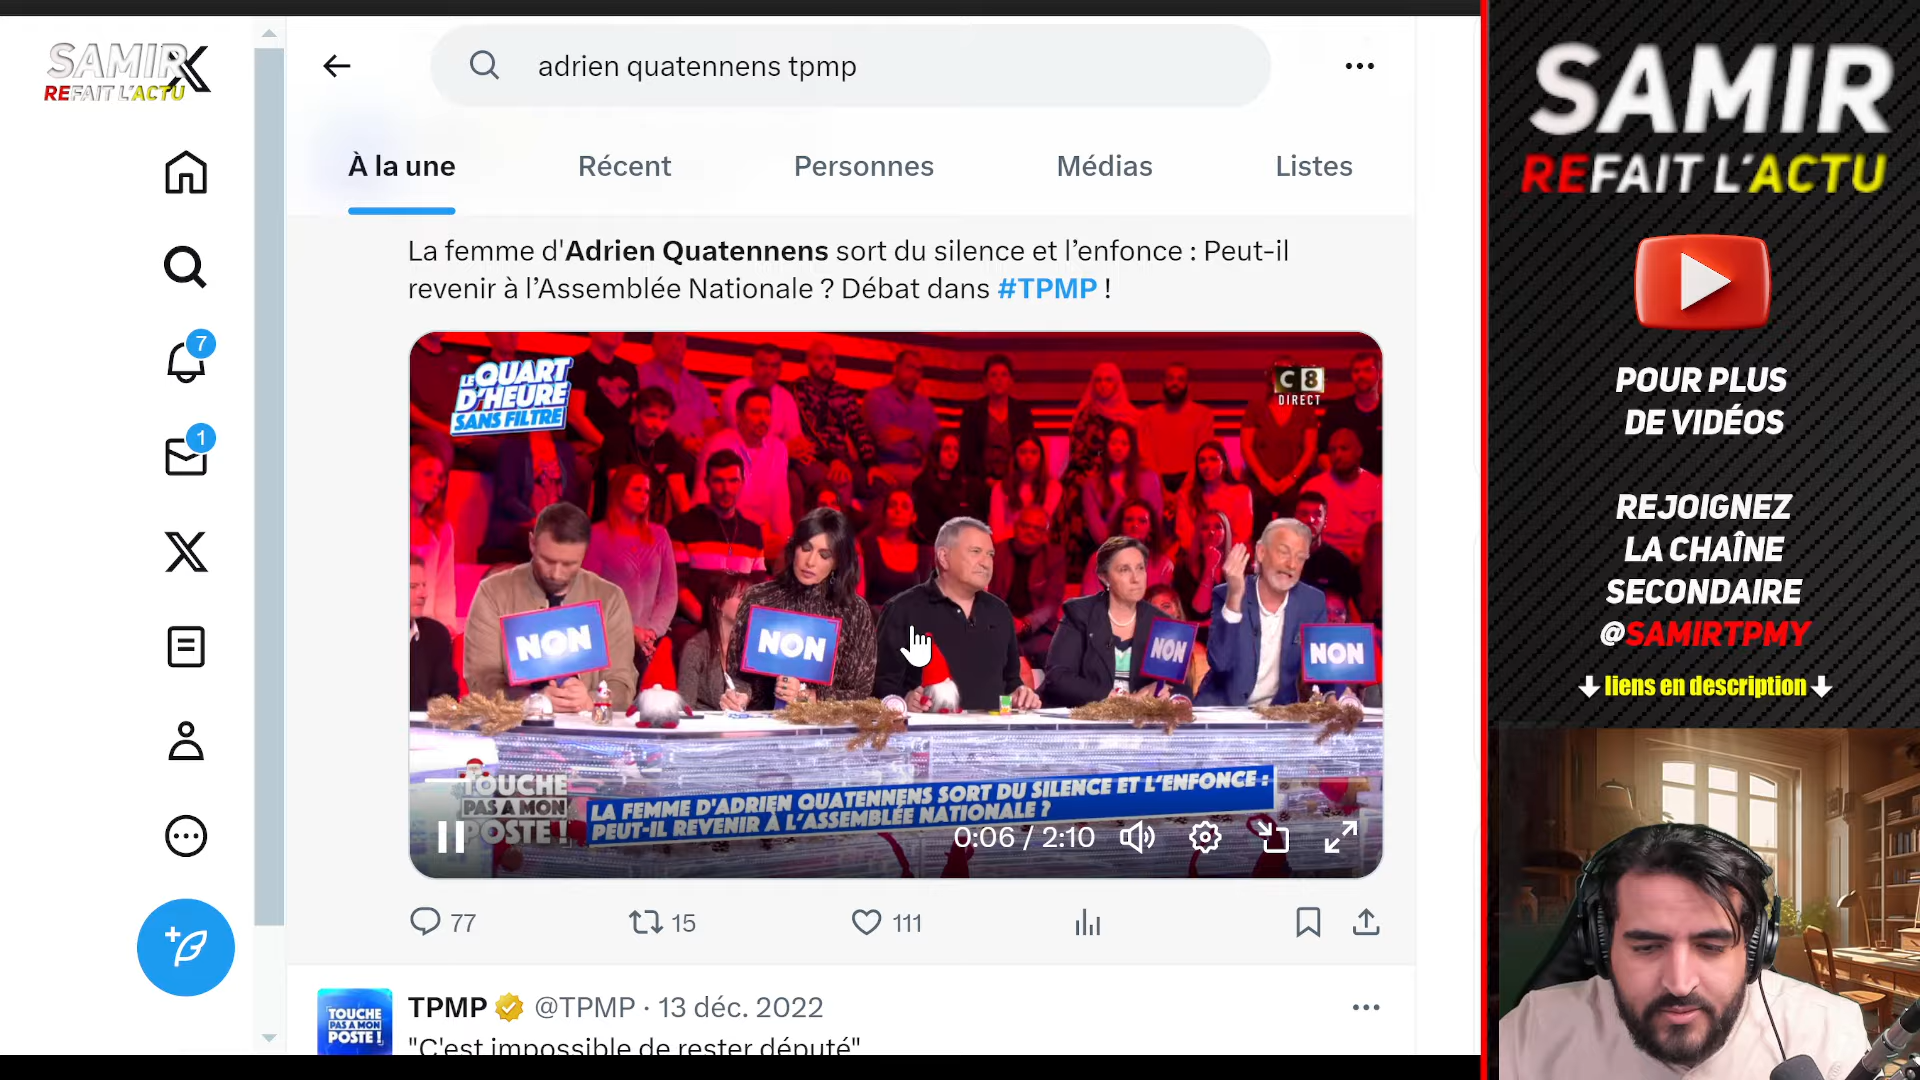 SAMIR
REFAIT L'ACTU
adrien quatennens tpmp
À la une
Récent
Personnes
Médias
Listes
7
1
La femme d'Adrien Quatennens sort du silence et l’enfonce : Peut-il
revenir à l’Assemblée Nationale ? Débat dans #TPMP !
LE QUART
D'HEURE
SANS FILTRE
C8
DIRECT
NON
NON
NON
NON
TOUCHE
PAS A MON
POSTE !
LA FEMME D'ADRIEN QUATENNENS SORT DU SILENCE ET L'ENFONCE :
PEUT-IL REVENIR À L'ASSEMBLÉE NATIONALE ?
0:06 / 2:10
77
15
111
TOUCHE
PAS A MON
POSTE !
TPMP @TPMP · 13 déc. 2022
"C'est impossible de rester député"
SAMIR
REFAIT L'ACTU
POUR PLUS
DE VIDÉOS
REJOIGNEZ
LA CHAÎNE
SECONDAIRE
@SAMIRTPMY
liens en description